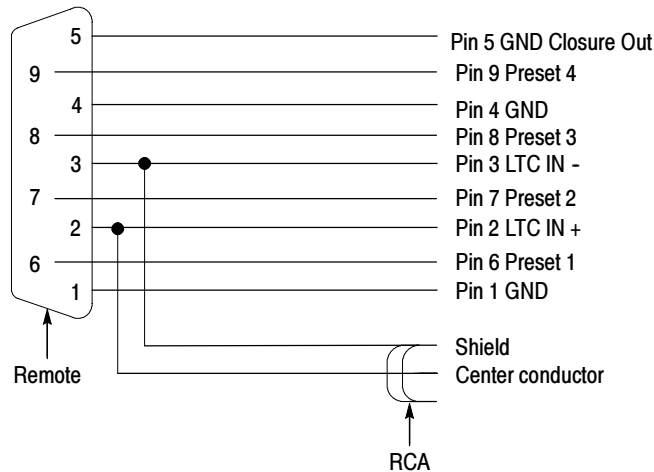 5 Pin 5 GND Closure Out
9 Pin 9 Preset 4
4 Pin 4 GND
8 Pin 8 Preset 3
3 Pin 3 LTC IN -
7 Pin 7 Preset 2
2 Pin 2 LTC IN +
6 Pin 6 Preset 1
1 Pin 1 GND
Shield
Remote Center conductor
RCA